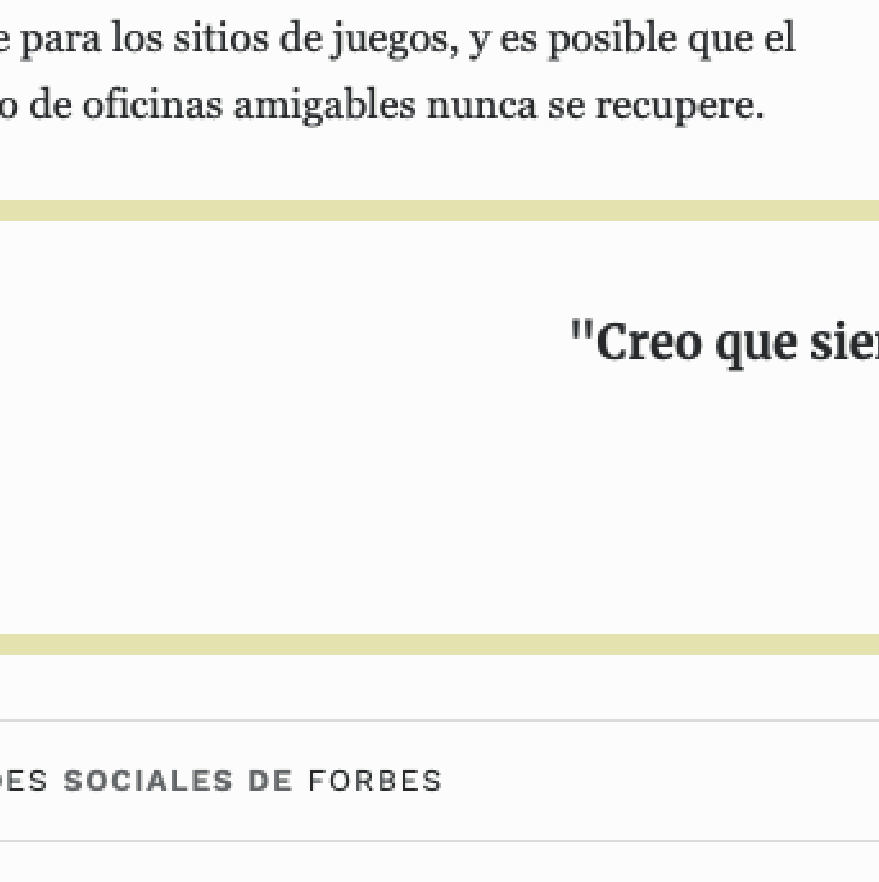 e para los sitios de juegos, y es posible que el
o de oficinas amigables nunca se recupere.
"Creo que sie
DES SOCIALES DE FORBES